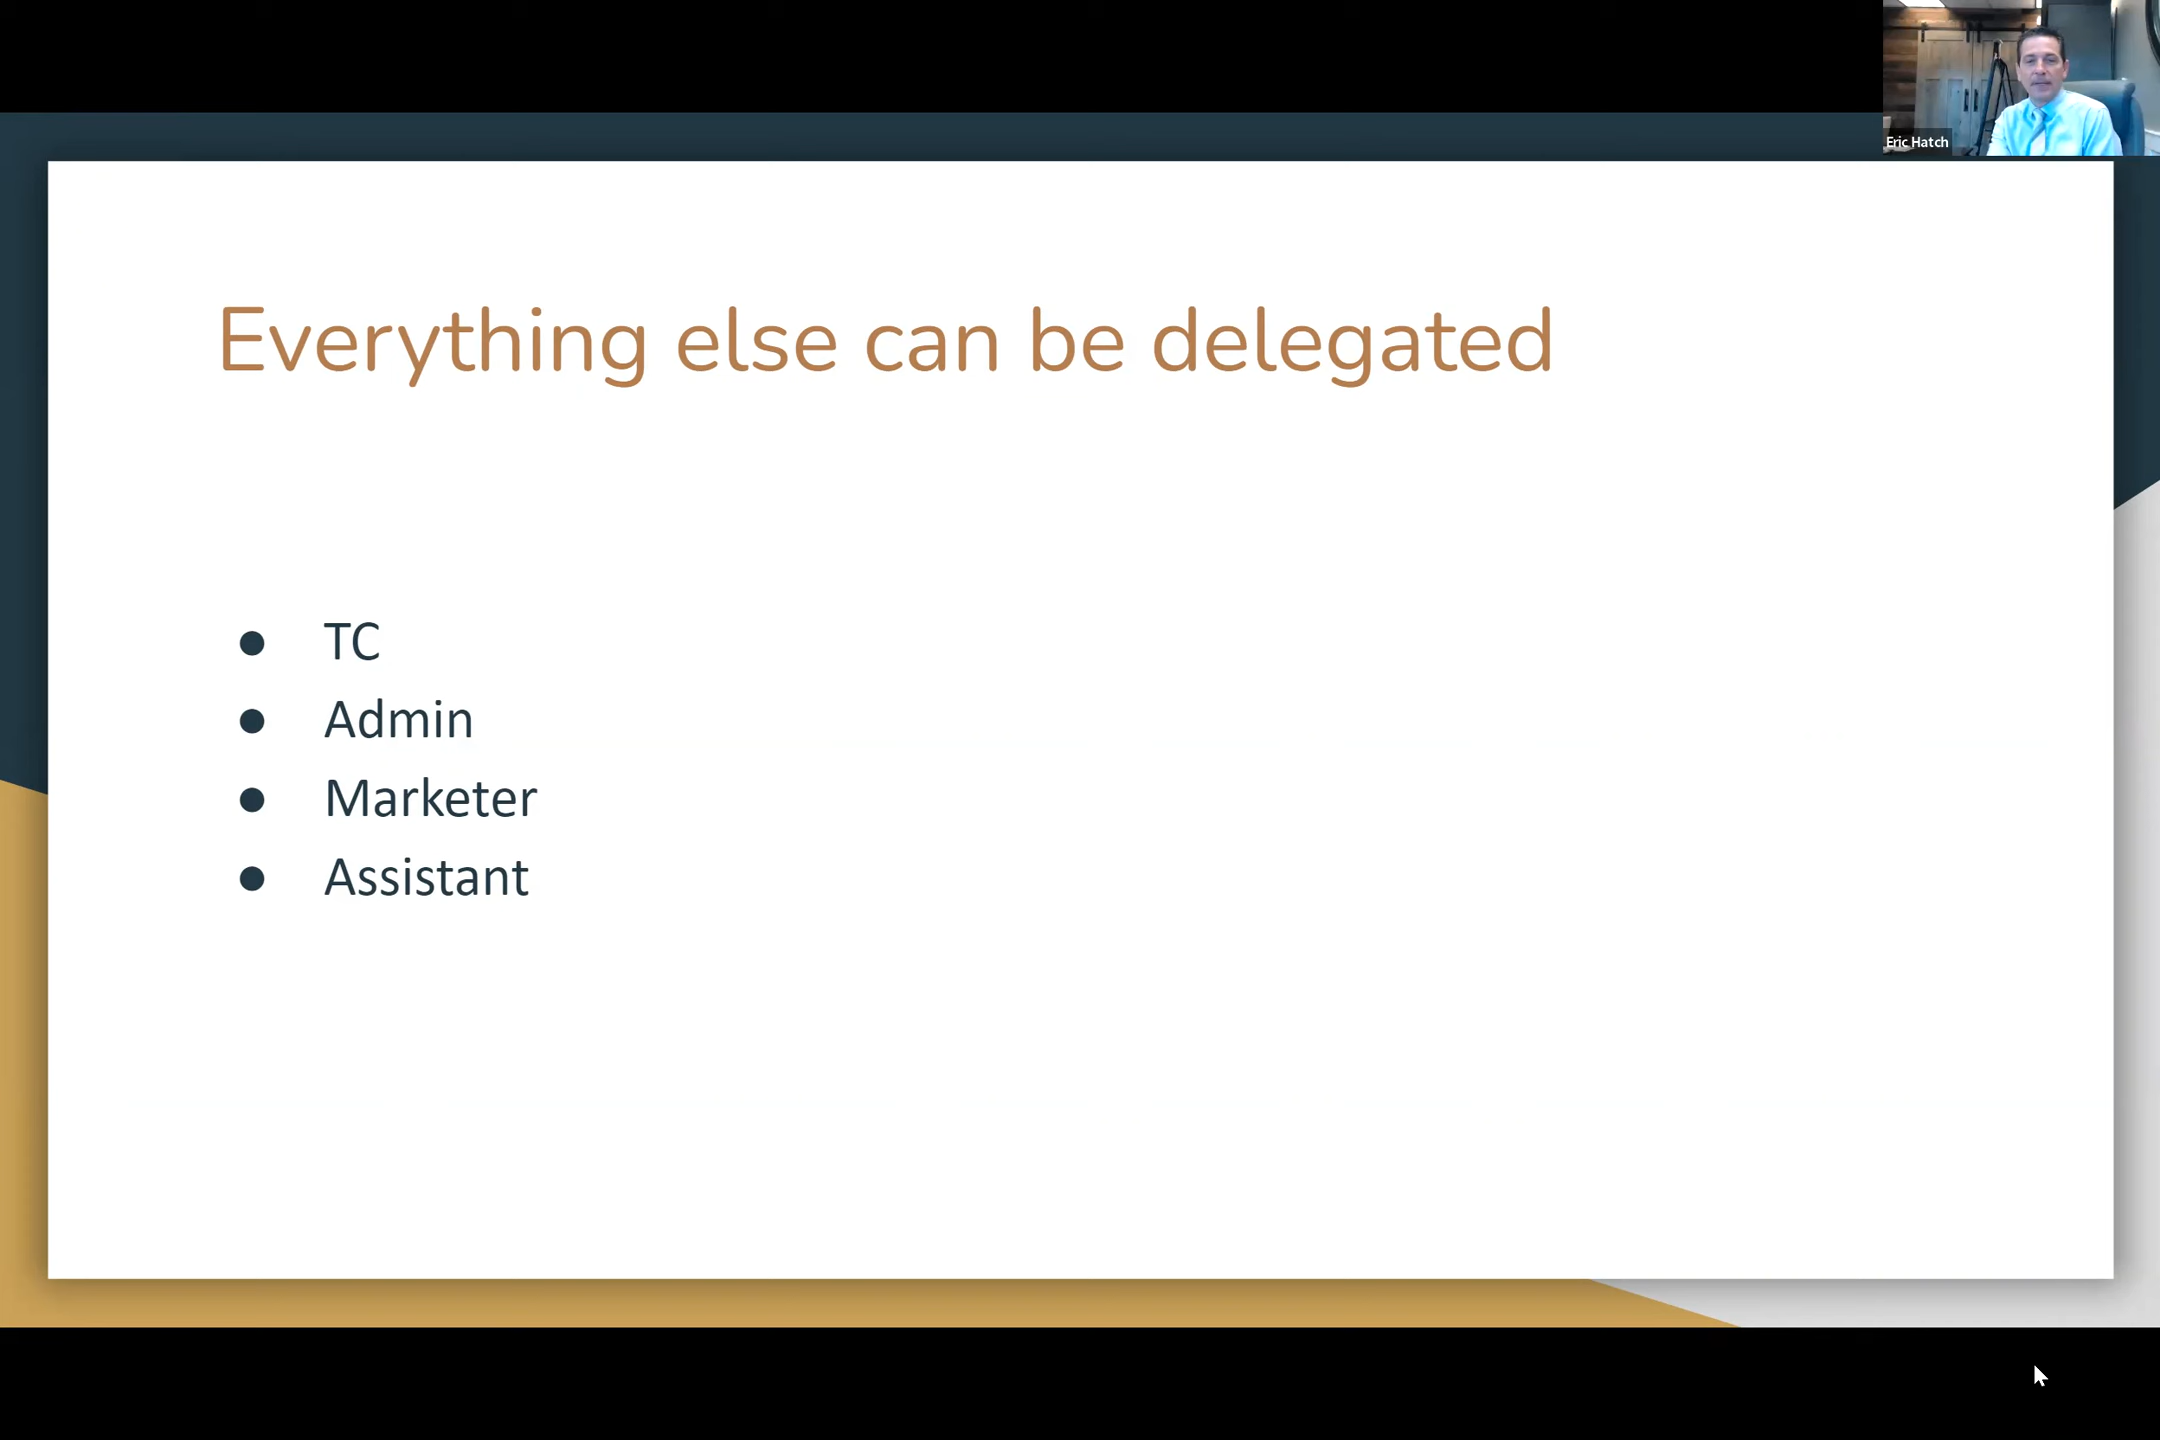 Eric Hatch
Everything else can be delegated
● TC
● Admin
● Marketer
● Assistant